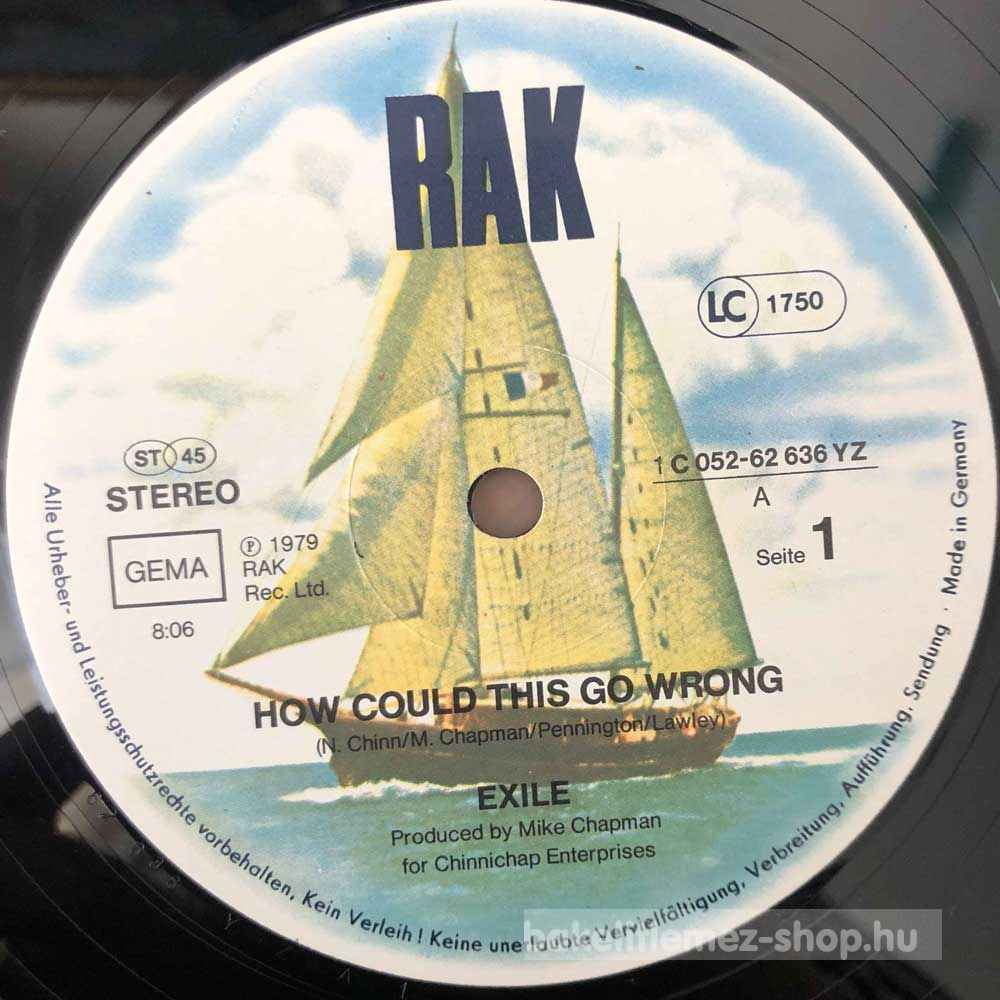 RAK
LC 1750
ST 45
STEREO
1 C 052-62 636 YZ
A
Seite 1
GEMA
℗ 1979
RAK
Rec. Ltd.
8:06
HOW COULD THIS GO WRONG
(N. Chinn/M. Chapman/Pennington/Lawley)
EXILE
Produced by Mike Chapman
for Chinnichap Enterprises
Alle Urheber- und Leistungsschutzrechte vorbehalten. Kein Verleih! Keine unerlaubte Vervielfältigung, Verbreitung, Aufführung, Sendung · Made in Germany
bakelitlemez-shop.hu